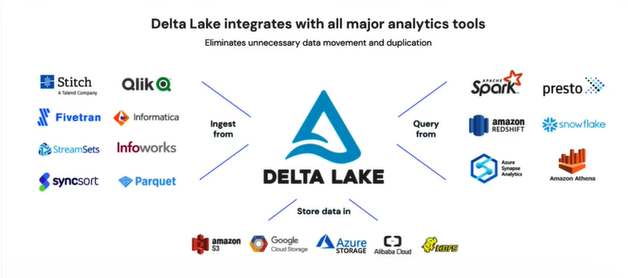 Delta Lake integrates with all major analytics tools
Eliminates unnecessary data movement and duplication
Stitch
A Talend Company
Qlik
Fivetran
Informatica
StreamSets
Infoworks
syncsort
Parquet
Ingest
from
DELTA LAKE
Query
from
APACHE
Spark
presto
amazon
REDSHIFT
snowflake
Azure
Synapse
Analytics
Amazon Athena
Store data in
amazon
S3
Google
Cloud Storage
Azure
STORAGE
Alibaba Cloud
HDFS